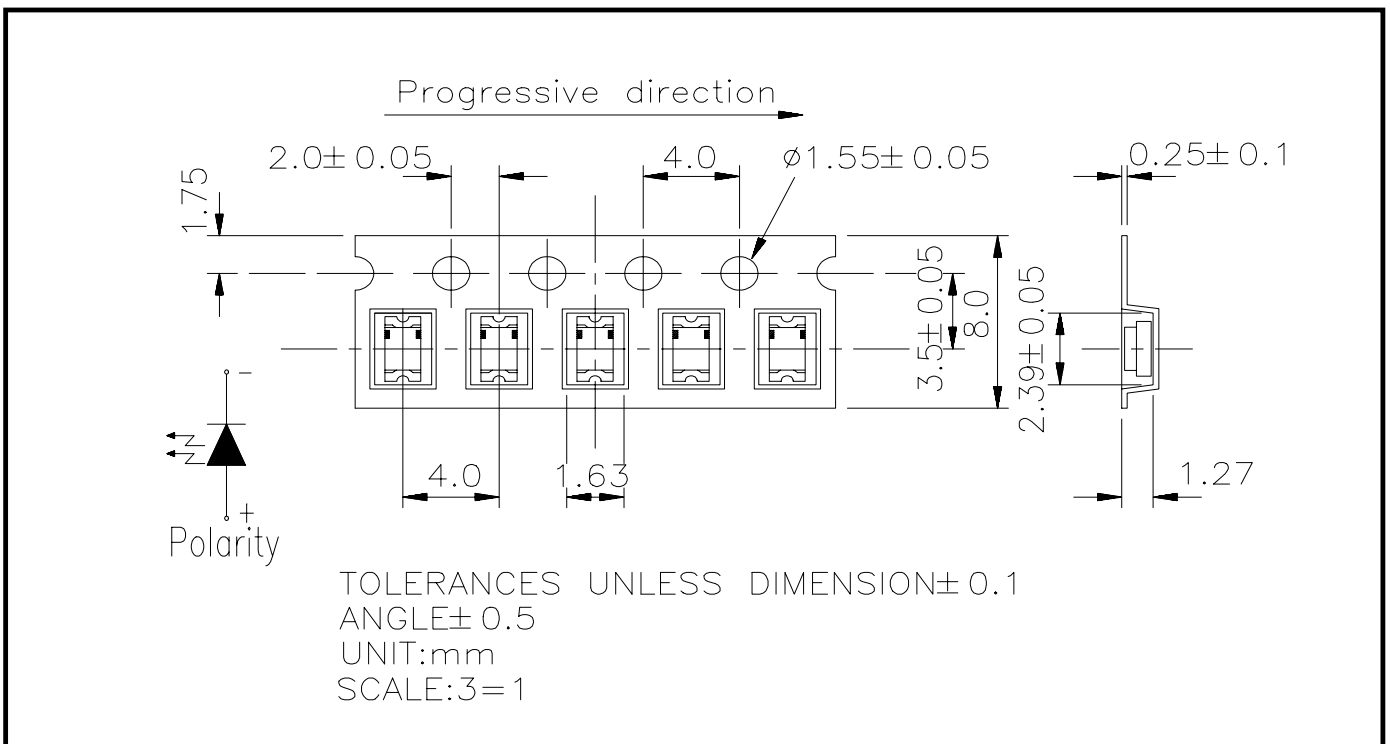 Progressive direction
2.0± 0.05
4.0
ø1.55± 0.05
0.25± 0.1
1.75
3.5± 0.05
8.0
2.39± 0.05
-
+
Polarity
4.0
1.63
1.27
TOLERANCES UNLESS DIMENSION± 0.1
ANGLE± 0.5
UNIT:mm
SCALE:3=1